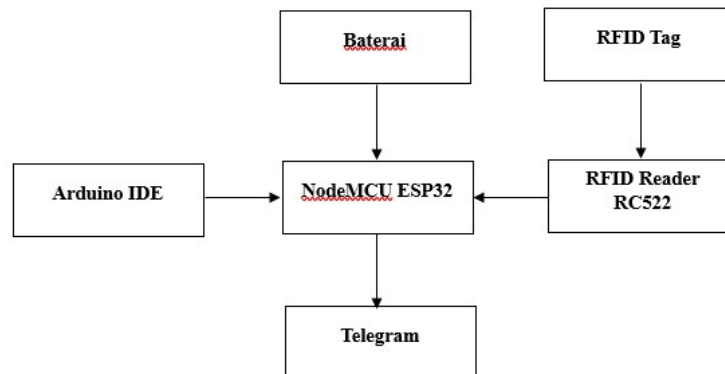 Baterai
RFID Tag
Arduino IDE
NodeMCU ESP32
RFID Reader
RC522
Telegram